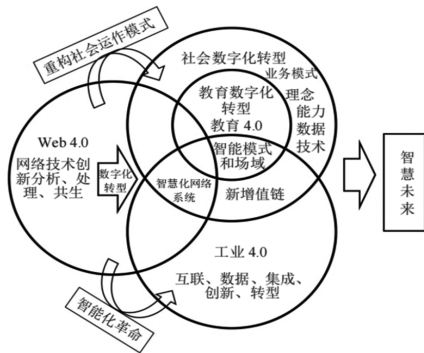 重构社会运作模式
社会数字化转型
业务模式
教育数字化
转型
教育 4.0
理念
能力
数据
技术
Web 4.0
网络技术创
新分析、处
理、共生
数字化
转型
智能模式
和场域
智慧化网络
系统
新增值链
智慧未来
工业 4.0
互联、数据、集成、
创新、转型
智能化革命